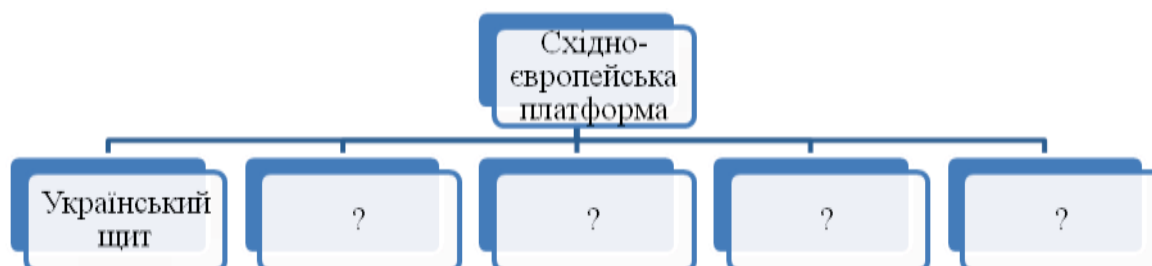 Східно-
європейська
платформа
Український
щит
?
?
?
?